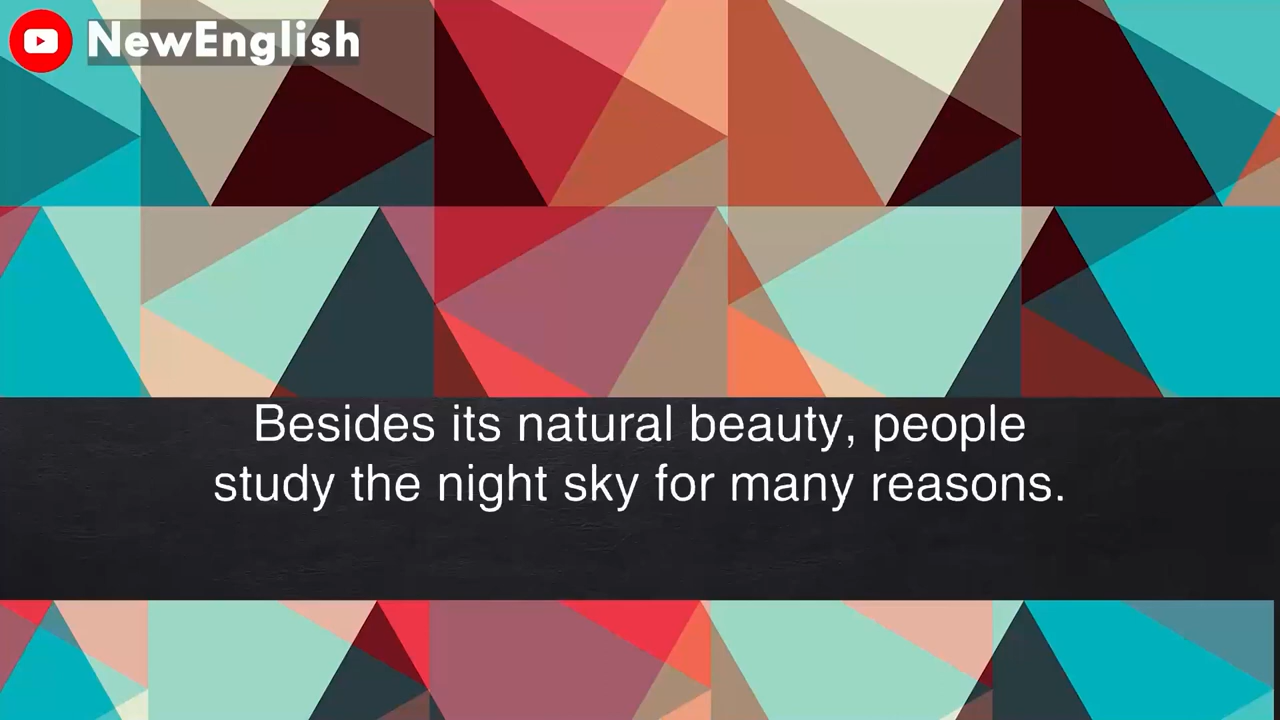 NewEnglish
Besides its natural beauty, people
study the night sky for many reasons.